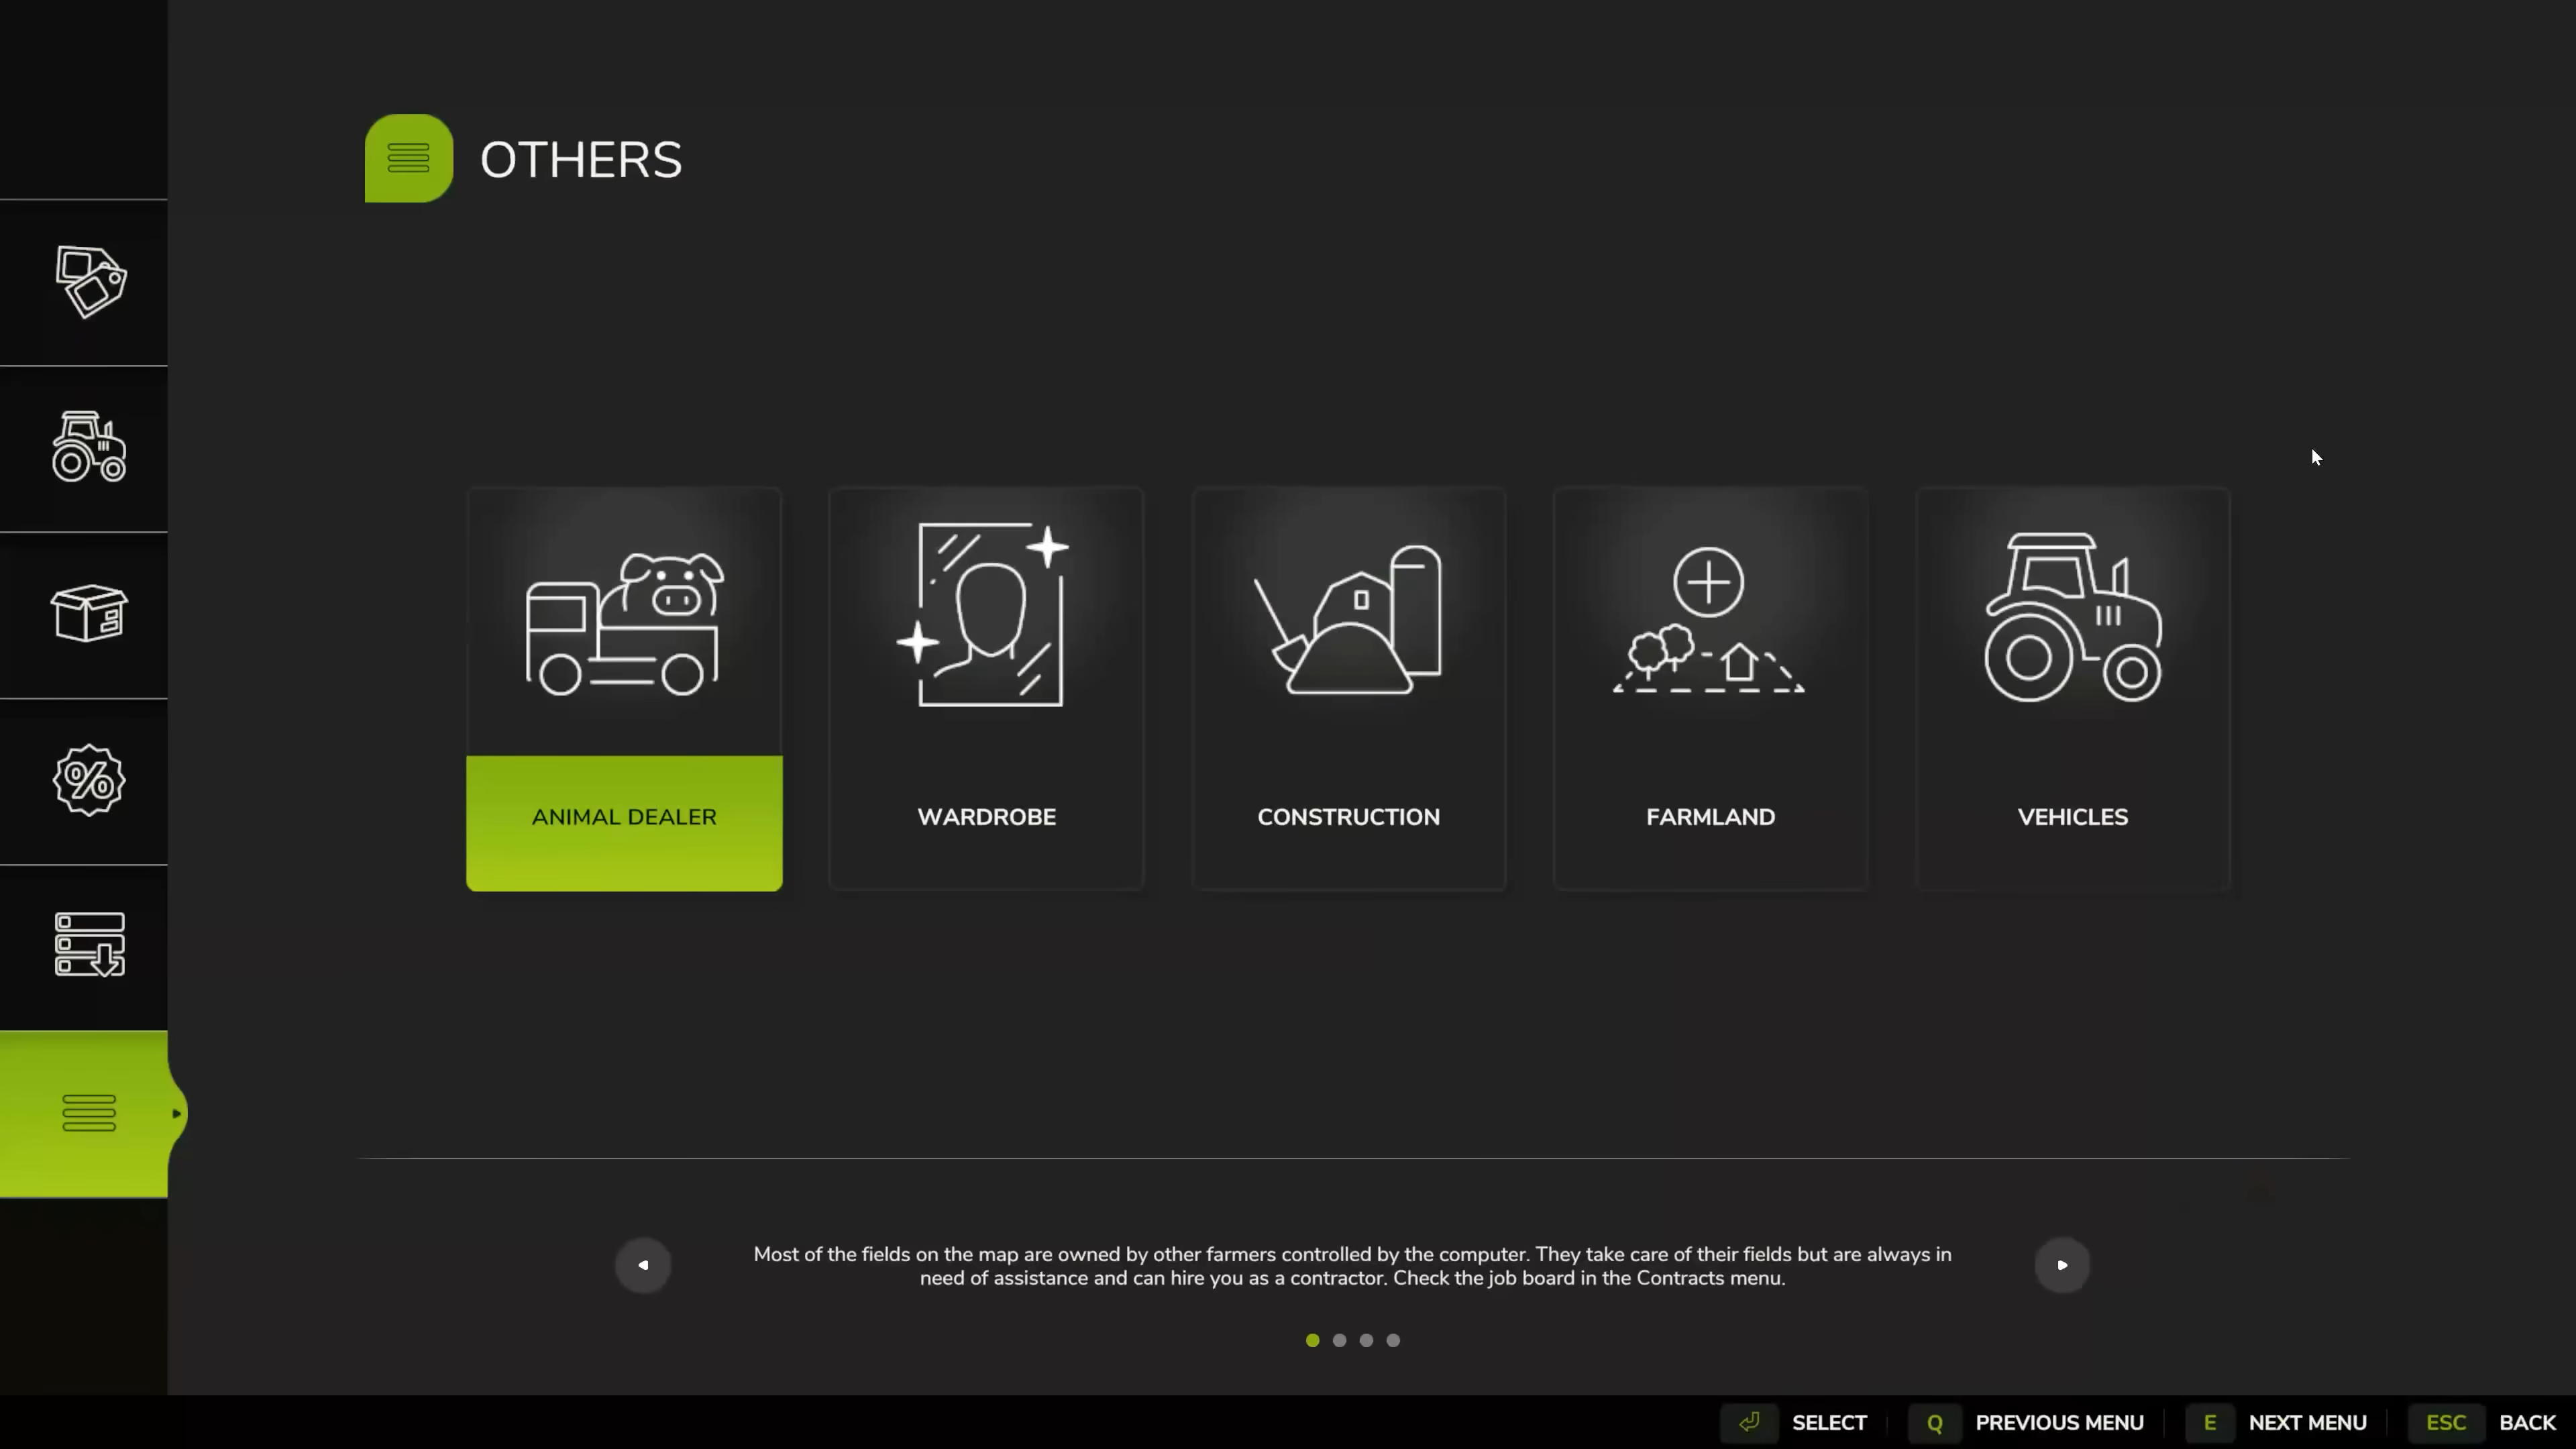 OTHERS
ANIMAL DEALER
WARDROBE
CONSTRUCTION
FARMLAND
VEHICLES
Most of the fields on the map are owned by other farmers controlled by the computer. They take care of their fields but are always in
need of assistance and can hire you as a contractor. Check the job board in the Contracts menu.
SELECT
Q PREVIOUS MENU
E NEXT MENU
ESC BACK